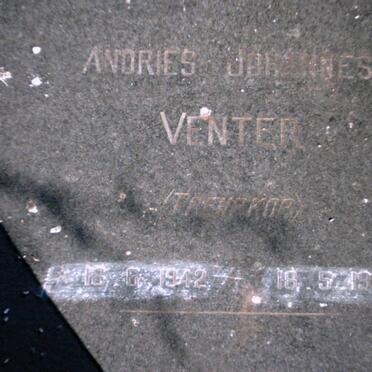 ANDRIES JOHANNES
VENTER
* 16.6.1942 + 18.5.19